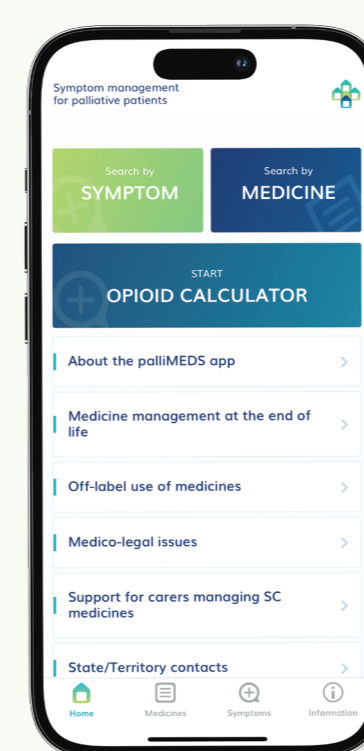 Symptom management
for palliative patients
Search by
SYMPTOM
Search by
MEDICINE
START
OPIOID CALCULATOR
About the palliMEDS app
Medicine management at the end of
life
Off-label use of medicines
Medico-legal issues
Support for carers managing SC
medicines
State/Territory contacts
Home
Medicines
Symptoms
Information